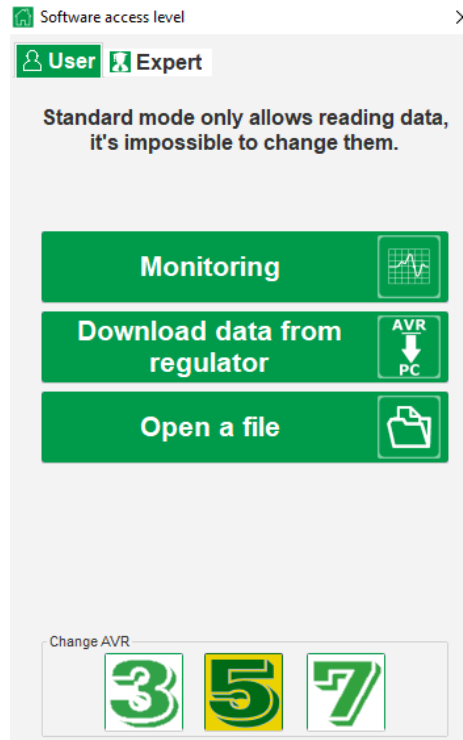 Software access level
User Expert
Standard mode only allows reading data,
it's impossible to change them.
Monitoring
Download data from
regulator
AVR
PC
Open a file
Change AVR
3 5 7